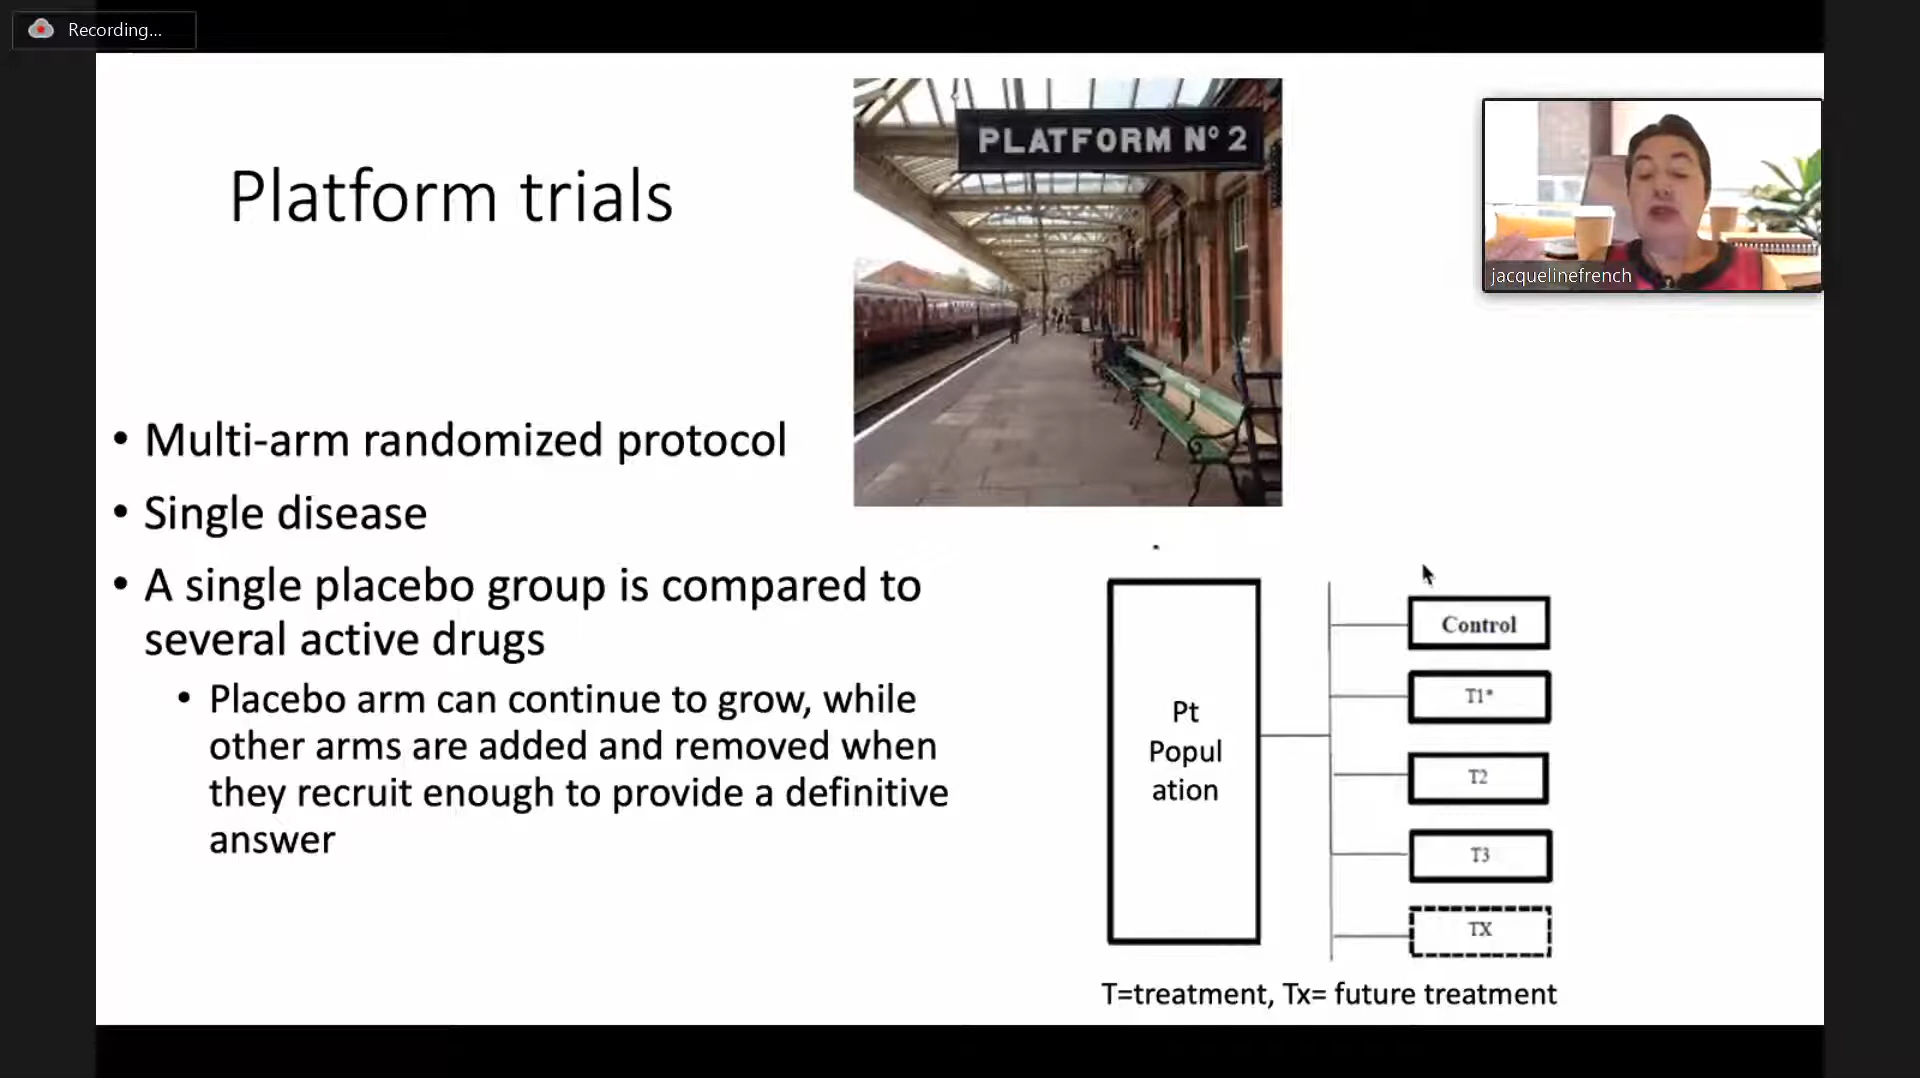 Recording...
Platform trials
PLATFORM Nº 2
jacquelinefrench
• Multi-arm randomized protocol
• Single disease
• A single placebo group is compared to
several active drugs
• Placebo arm can continue to grow, while
other arms are added and removed when
they recruit enough to provide a definitive
answer
Pt
Popul
ation
Control
T1*
T2
T3
TX
T=treatment, Tx= future treatment